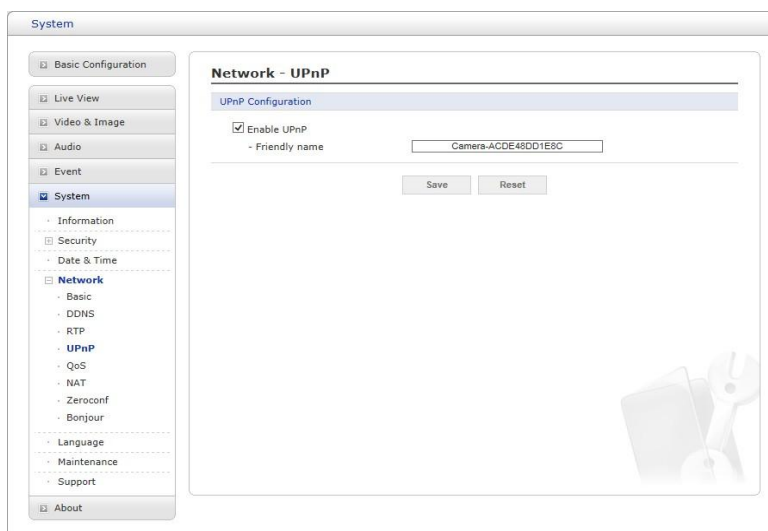 System
Basic Configuration
Live View
Video & Image
Audio
Event
System
Information
Security
Date & Time
Network
Basic
DDNS
RTP
UPnP
QoS
NAT
Zeroconf
Bonjour
Language
Maintenance
Support
About
Network - UPnP
UPnP Configuration
Enable UPnP
- Friendly name Camera-ACDE48DD1E8C
Save Reset